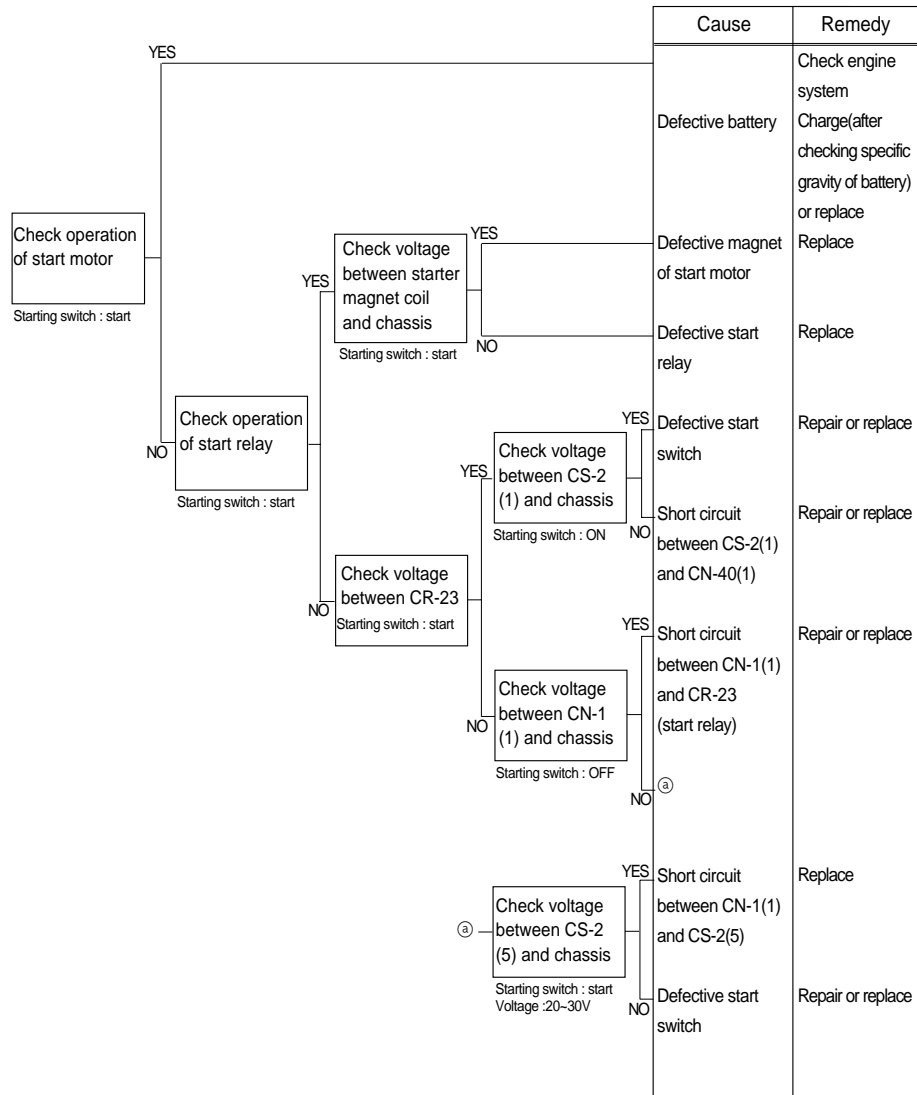 Cause
Remedy
YES
Check engine
system
Defective battery
Charge(after
checking specific
gravity of battery)
or replace
Check operation
of start motor
Starting switch : start
YES
Check voltage
between starter
magnet coil
and chassis
Starting switch : start
YES
Defective magnet
of start motor
Replace
NO
Defective start
relay
Replace
NO
Check operation
of start relay
Starting switch : start
YES
Check voltage
between CS-2
(1) and chassis
Starting switch : ON
YES
Defective start
switch
Repair or replace
NO
Short circuit
between CS-2(1)
and CN-40(1)
Repair or replace
NO
Check voltage
between CR-23
Starting switch : start
YES
Short circuit
between CN-1(1)
and CR-23
(start relay)
Repair or replace
NO
Check voltage
between CN-1
(1) and chassis
Starting switch : OFF
NO
ⓐ
ⓐ
Check voltage
between CS-2
(5) and chassis
Starting switch : start
Voltage :20~30V
YES
Short circuit
between CN-1(1)
and CS-2(5)
Replace
NO
Defective start
switch
Repair or replace